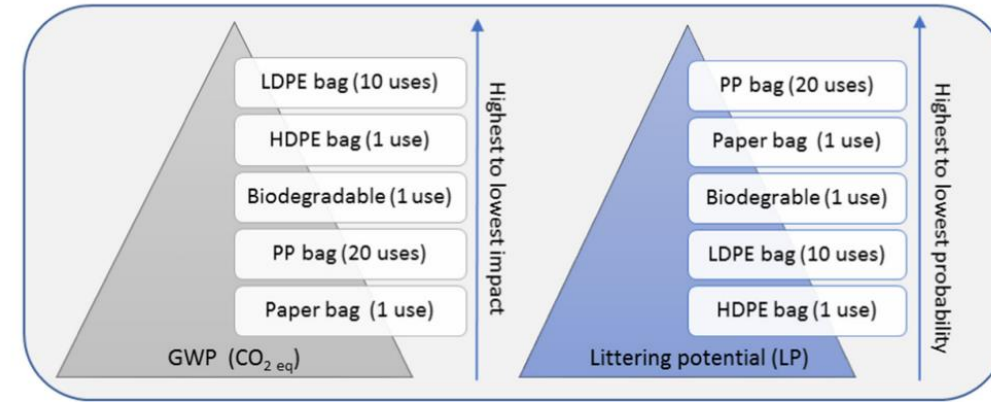 LDPE bag (10 uses)
HDPE bag (1 use)
Biodegradable (1 use)
PP bag (20 uses)
Paper bag (1 use)
GWP (CO2 eq)
Highest to lowest impact
PP bag (20 uses)
Paper bag (1 use)
Biodegrable (1 use)
LDPE bag (10 uses)
HDPE bag (1 use)
Littering potential (LP)
Highest to lowest probability